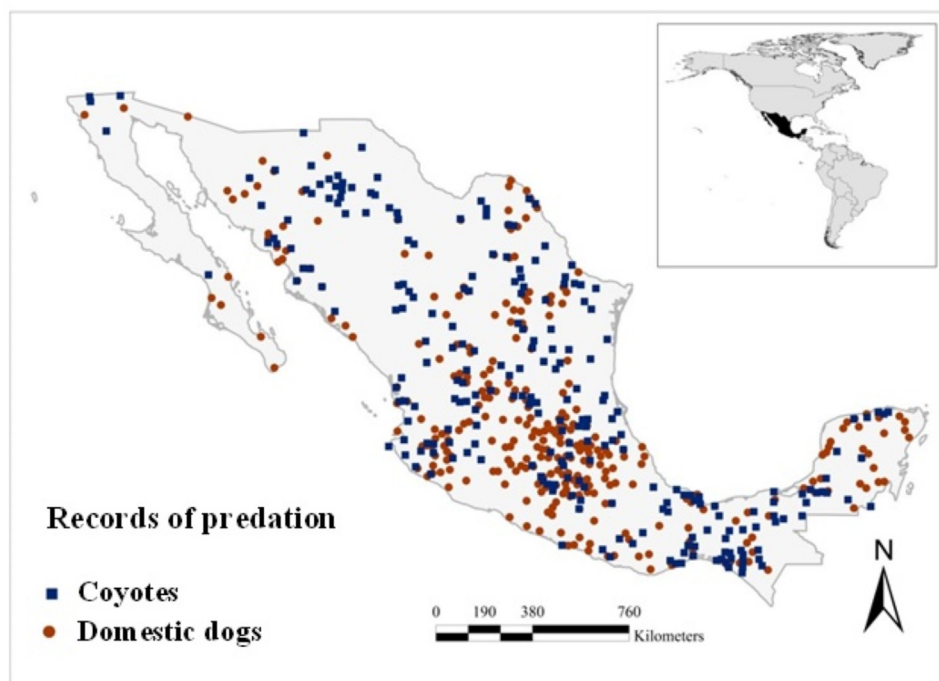 Records of predation
Coyotes
Domestic dogs
0 190 380 760
Kilometers
N